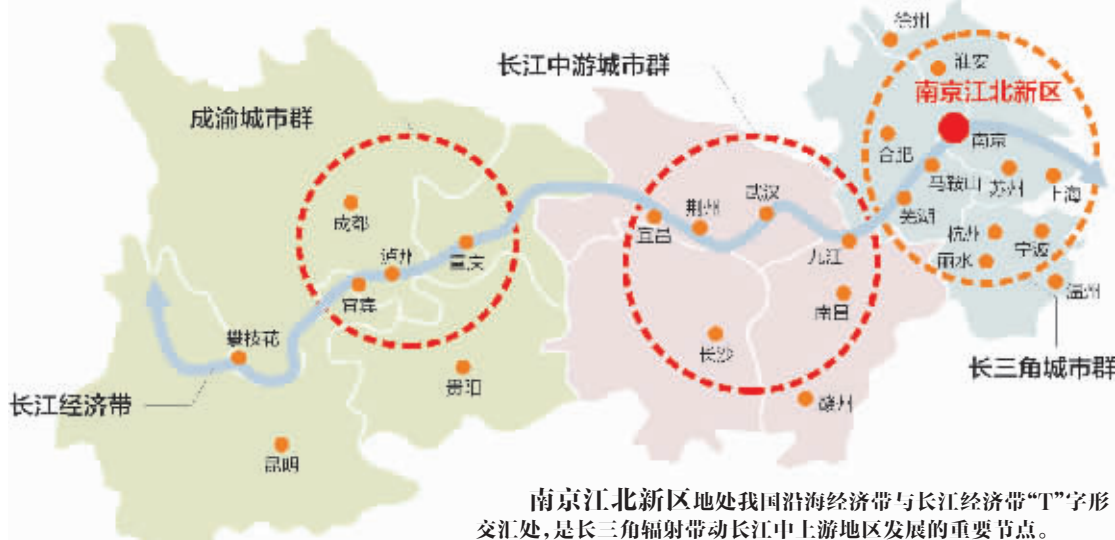 徐州
淮安
长江中游城市群
南京江北新区
成渝城市群
南京
合肥
马鞍山
苏州
上海
成都
荆州
武汉
芜湖
宜昌
杭州
宁波
泸州
重庆
九江
丽水
宜宾
温州
南昌
攀枝花
长沙
长三角城市群
贵阳
长江经济带
赣州
昆明
南京江北新区地处我国沿海经济带与长江经济带“T”字形
交汇处,是长三角辐射带动长江中上游地区发展的重要节点。